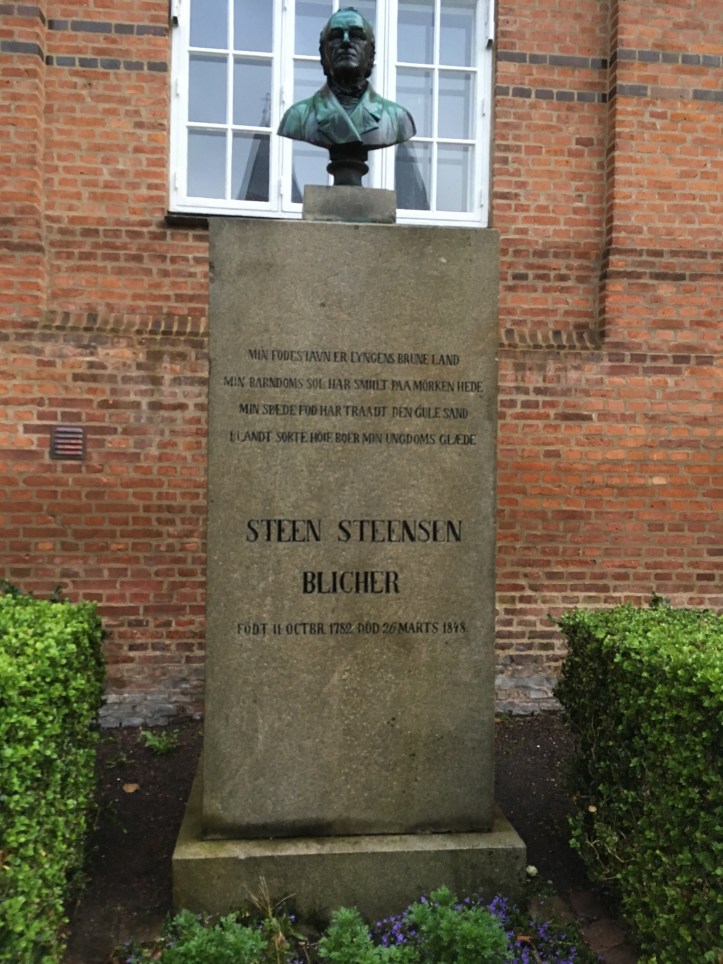 MIN FØDESTAVN ER LYNGENS BRUNE LAND
MIN BARNDOMS SOL HAR SMIILT PAA MØRKEN HEDE
MIN SPÆDE FOD HAR TRAADT DEN GULE SAND
BLANDT SORTE HØIE BOER MIN UNGDOMS GLÆDE
STEEN STEENSEN
BLICHER
FØDT 11 OCTBR. 1782. DØD 26 MARTS 1848.